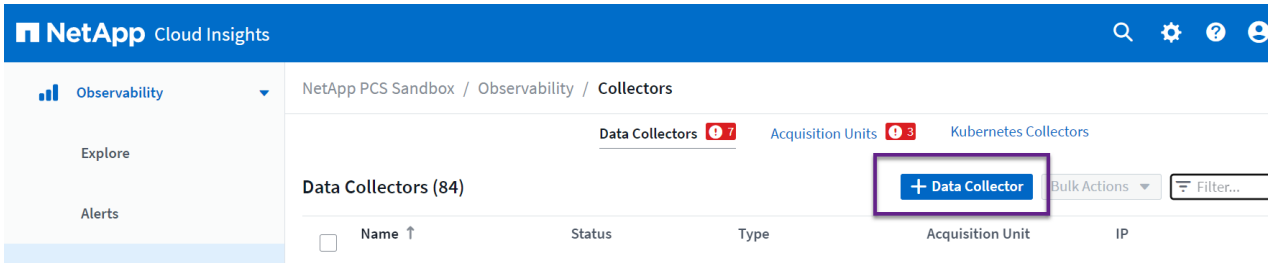 NetApp Cloud Insights
Observability
NetApp PCS Sandbox / Observability / Collectors
Data Collectors 7 Acquisition Units 3 Kubernetes Collectors
Explore
Data Collectors (84) + Data Collector Bulk Actions Filter...
Alerts
Name ↑ Status Type Acquisition Unit IP